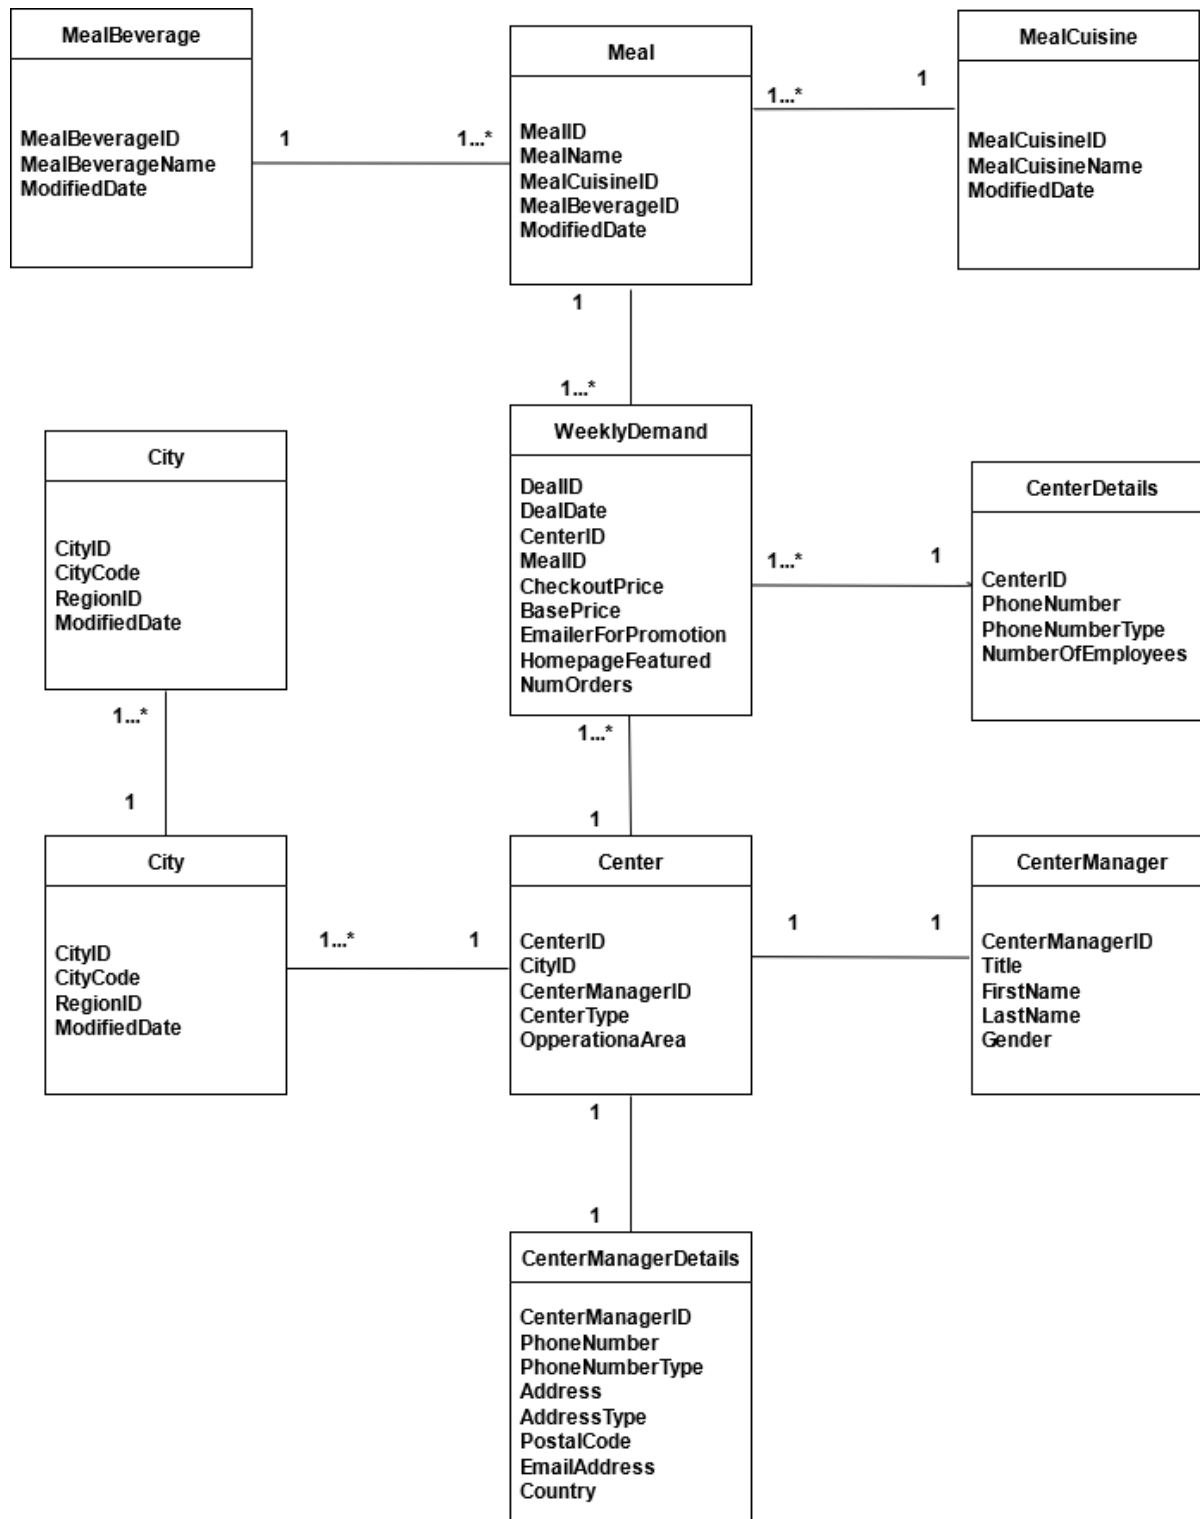 MealBeverage
MealBeverageID
MealBeverageName
ModifiedDate
1
1...*
Meal
MealID
MealName
MealCuisineID
MealBeverageID
ModifiedDate
1...*
1
MealCuisine
MealCuisineID
MealCuisineName
ModifiedDate
1
1...*
City
CityID
CityCode
RegionID
ModifiedDate
WeeklyDemand
DealID
DealDate
CenterID
MealID
CheckoutPrice
BasePrice
EmailerForPromotion
HomepageFeatured
NumOrders
1...*
1
CenterDetails
CenterID
PhoneNumber
PhoneNumberType
NumberOfEmployees
1...*
1
1...*
1
City
CityID
CityCode
RegionID
ModifiedDate
1...*
1
Center
CenterID
CityID
CenterManagerID
CenterType
OpperationaArea
1
1
CenterManager
CenterManagerID
Title
FirstName
LastName
Gender
1
1
CenterManagerDetails
CenterManagerID
PhoneNumber
PhoneNumberType
Address
AddressType
PostalCode
EmailAddress
Country